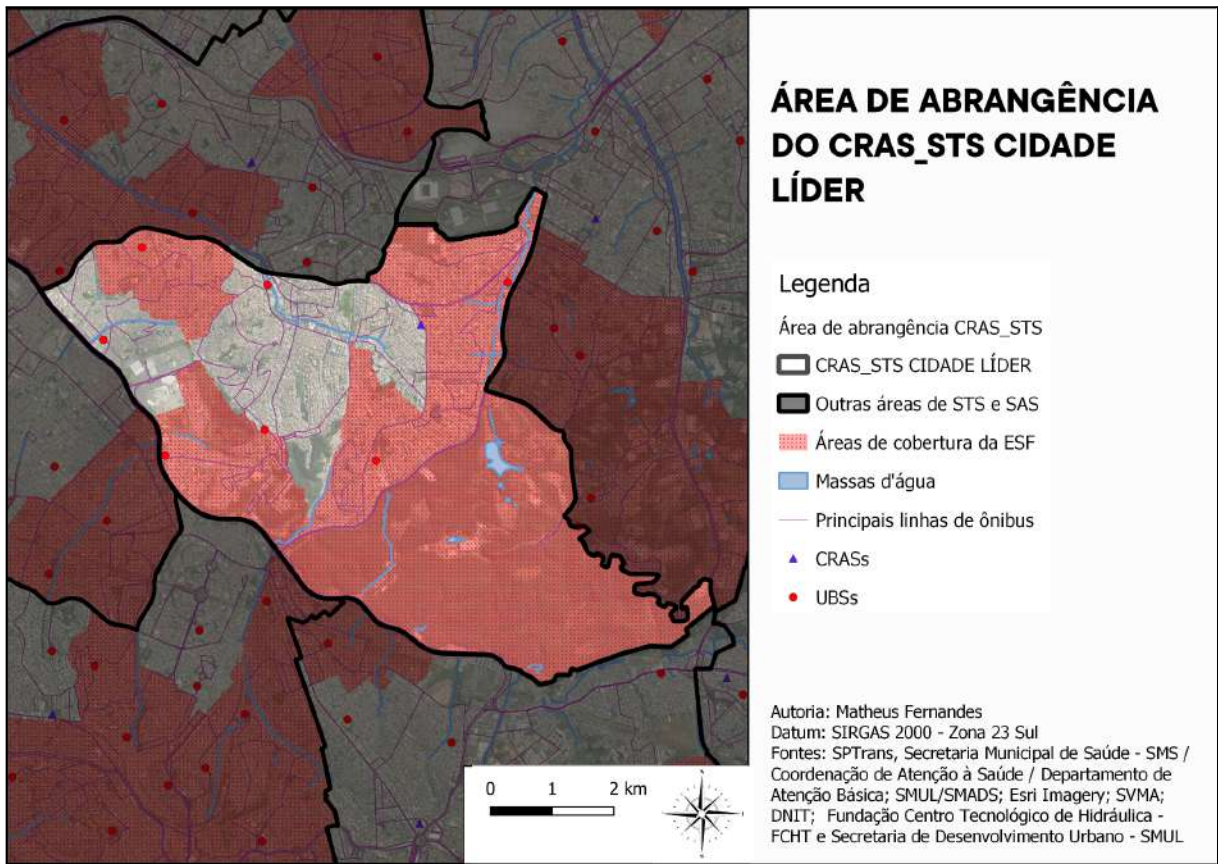 ÁREA DE ABRANGÊNCIA
DO CRAS_STS CIDADE
LÍDER
Legenda
Área de abrangência CRAS_STS
CRAS_STS CIDADE LÍDER
Outras áreas de STS e SAS
Áreas de cobertura da ESF
Massas d'água
Principais linhas de ônibus
CRASs
UBSs
0 1 2 km
Autoria: Matheus Fernandes
Datum: SIRGAS 2000 - Zona 23 Sul
Fontes: SPTrans, Secretaria Municipal de Saúde - SMS /
Coordenação de Atenção à Saúde / Departamento de
Atenção Básica; SMUL/SMADS; Esri Imagery; SVMA;
DNIT; Fundação Centro Tecnológico de Hidráulica -
FCHT e Secretaria de Desenvolvimento Urbano - SMUL